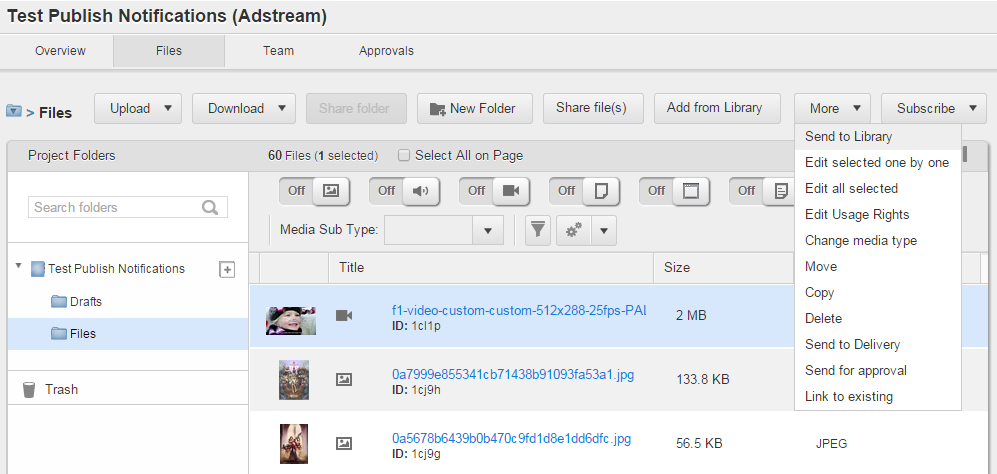 Test Publish Notifications (Adstream)
Overview Files Team Approvals
> Files Upload Download Share folder New Folder Share file(s) Add from Library More Subscribe
Project Folders
60 Files (1 selected) Select All on Page
Search folders
Test Publish Notifications
Drafts
Files
Trash
Off Off Off Off Off Off
Media Sub Type:
Title Size
f1-video-custom-custom-512x288-25fps-PAL 2 MB
ID: 1cl1p
0a7999e855341cb71438b91093fa53a1.jpg 133.8 KB
ID: 1cj9h
0a5678b6439b0b470c9fd1d8e1dd6dfc.jpg 56.5 KB JPEG
ID: 1cj9g
Send to Library
Edit selected one by one
Edit all selected
Edit Usage Rights
Change media type
Move
Copy
Delete
Send to Delivery
Send for approval
Link to existing